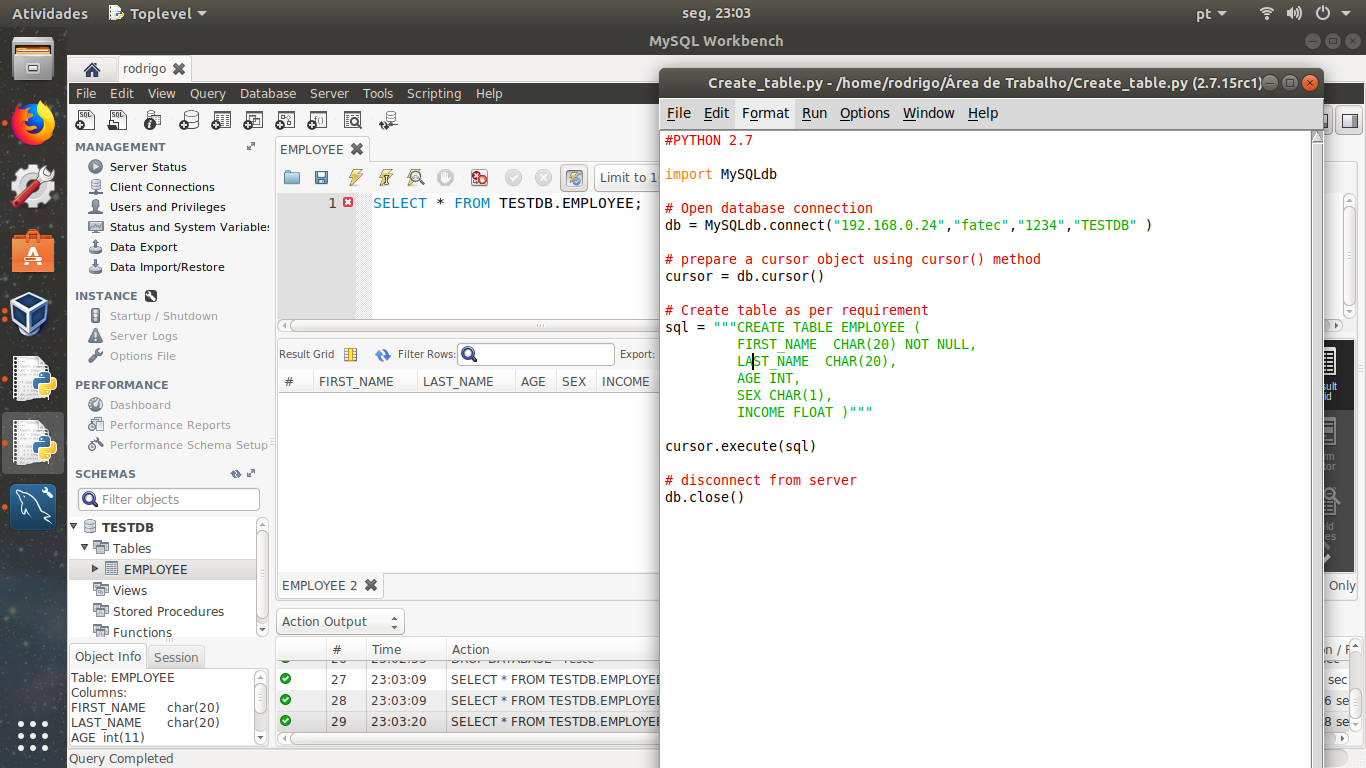 Atividades
Toplevel
seg, 23:03
pt
MySQL Workbench
rodrigo
File Edit View Query Database Server Tools Scripting Help
MANAGEMENT
Server Status
Client Connections
Users and Privileges
Status and System Variables
Data Export
Data Import/Restore
INSTANCE
Startup / Shutdown
Server Logs
Options File
PERFORMANCE
Dashboard
Performance Reports
Performance Schema Setup
SCHEMAS
Filter objects
TESTDB
Tables
EMPLOYEE
Views
Stored Procedures
Functions
Object Info Session
Table: EMPLOYEE
Columns:
FIRST_NAME char(20)
LAST_NAME char(20)
AGE int(11)
Query Completed
EMPLOYEE
Limit to 1
1 SELECT * FROM TESTDB.EMPLOYEE;
Result Grid Filter Rows: Export:
# FIRST_NAME LAST_NAME AGE SEX INCOME
EMPLOYEE 2
Action Output
# Time Action
27 23:03:09 SELECT * FROM TESTDB.EMPLOYEE
28 23:03:09 SELECT * FROM TESTDB.EMPLOYEE
29 23:03:20 SELECT * FROM TESTDB.EMPLOYEE
Create_table.py - /home/rodrigo/Área de Trabalho/Create_table.py (2.7.15rc1)
File Edit Format Run Options Window Help
#PYTHON 2.7
import MySQLdb
# Open database connection
db = MySQLdb.connect("192.168.0.24","fatec","1234","TESTDB" )
# prepare a cursor object using cursor() method
cursor = db.cursor()
# Create table as per requirement
sql = """CREATE TABLE EMPLOYEE (
FIRST_NAME  CHAR(20) NOT NULL,
LAST_NAME  CHAR(20),
AGE INT,
SEX CHAR(1),
INCOME FLOAT )"""
cursor.execute(sql)
# disconnect from server
db.close()
Only
sec